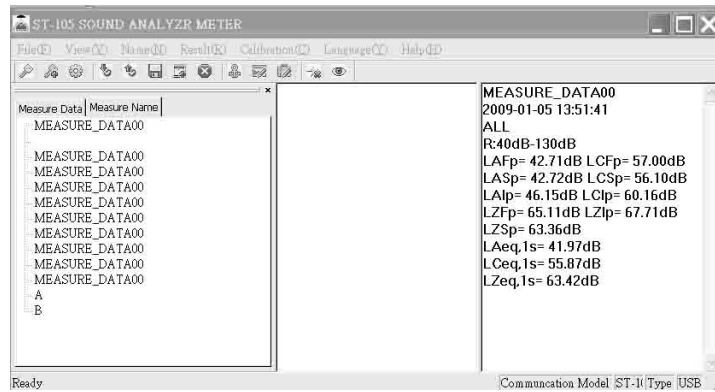 ST-105 SOUND ANALYZR METER
File(F) View(V) Name(N) Result(R) Calibration(C) Language(Y) Help(H)
Measure Data Measure Name
MEASURE_DATA00
MEASURE_DATA00
MEASURE_DATA00
MEASURE_DATA00
MEASURE_DATA00
MEASURE_DATA00
MEASURE_DATA00
MEASURE_DATA00
MEASURE_DATA00
MEASURE_DATA00
A
B
MEASURE_DATA00
2009-01-05 13:51:41
ALL
R:40dB-130dB
LAFp= 42.71dB LCFp= 57.00dB
LASp= 42.72dB LCSp= 56.10dB
LAIp= 46.15dB LCIp= 60.16dB
LZFp= 65.11dB LZIp= 67.71dB
LZSp= 63.36dB
LAeq,1s= 41.97dB
LCeq,1s= 55.87dB
LZeq,1s= 63.42dB
Ready Communcation Model ST-1( Type USB